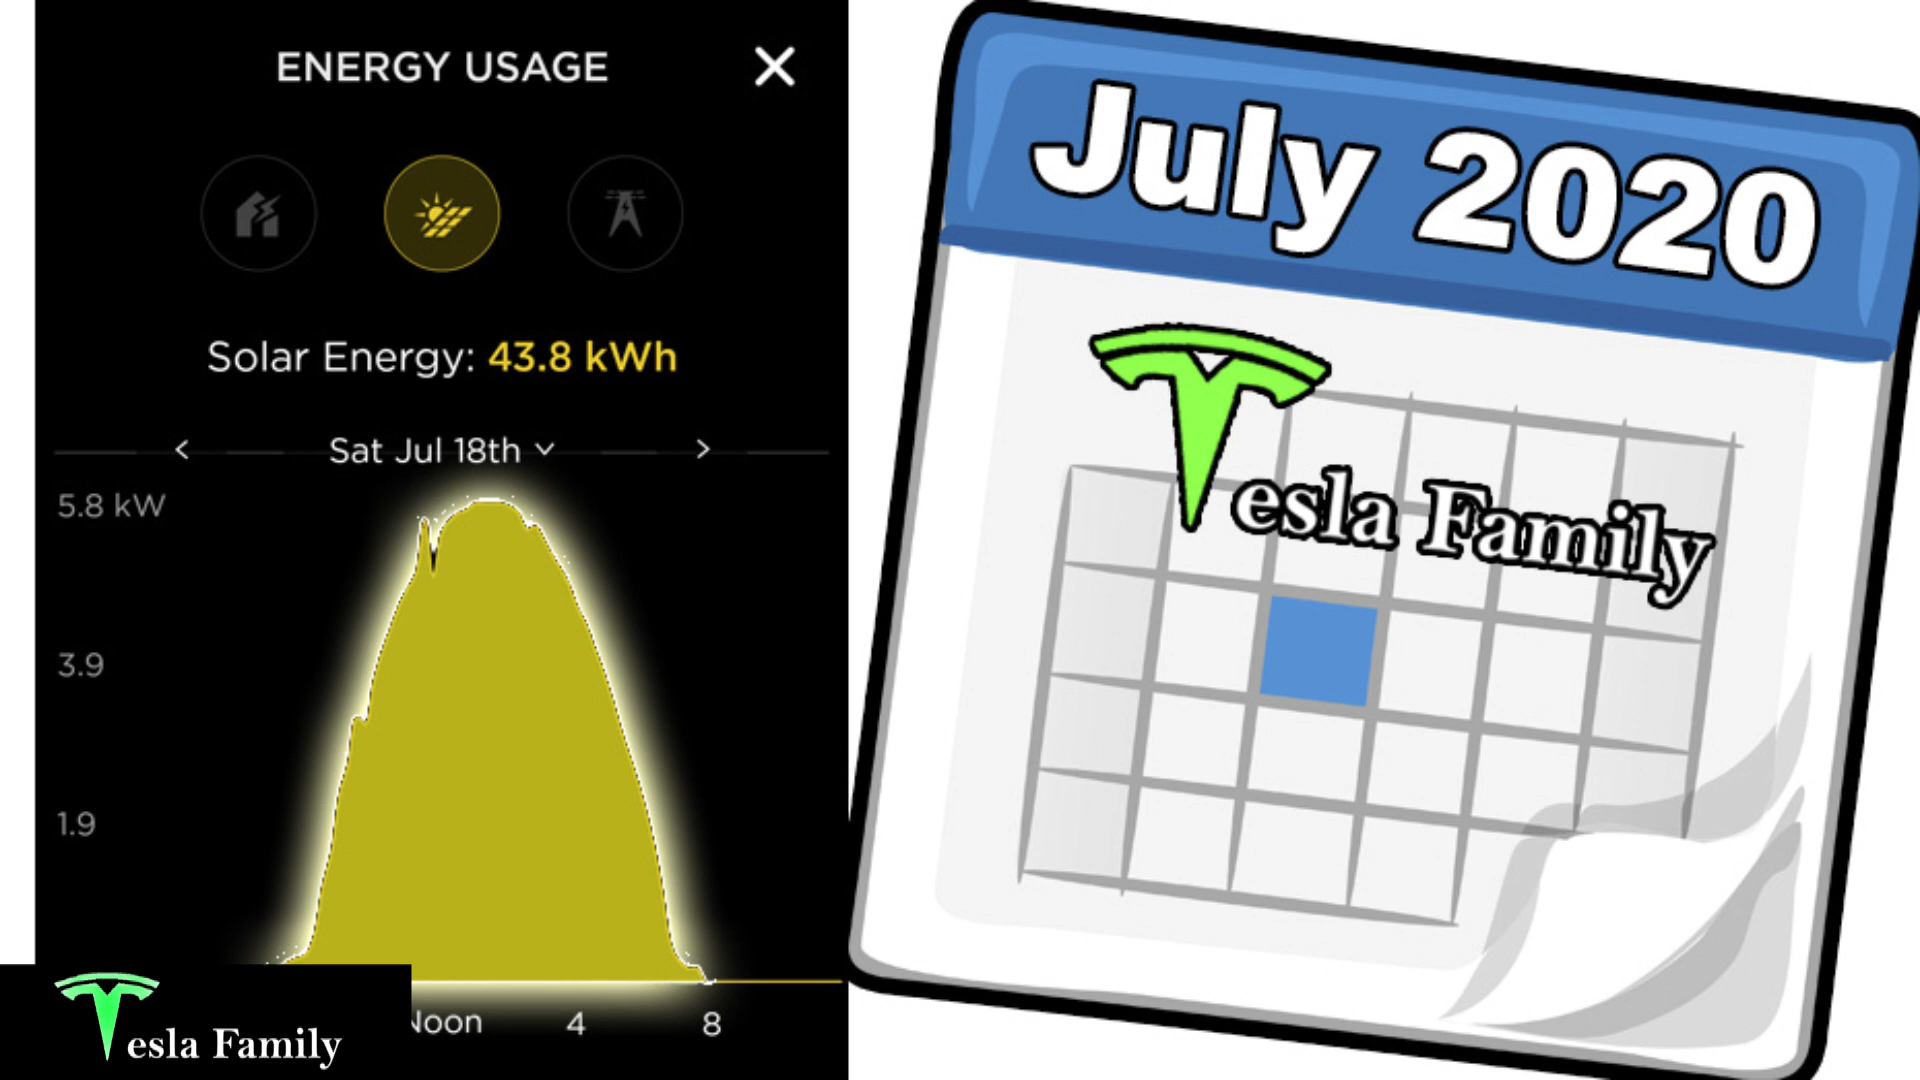 ENERGY USAGE
Solar Energy: 43.8 kWh
Sat Jul 18th
5.8 kW
3.9
1.9
Noon 4 8
Tesla Family
July 2020
Tesla Family